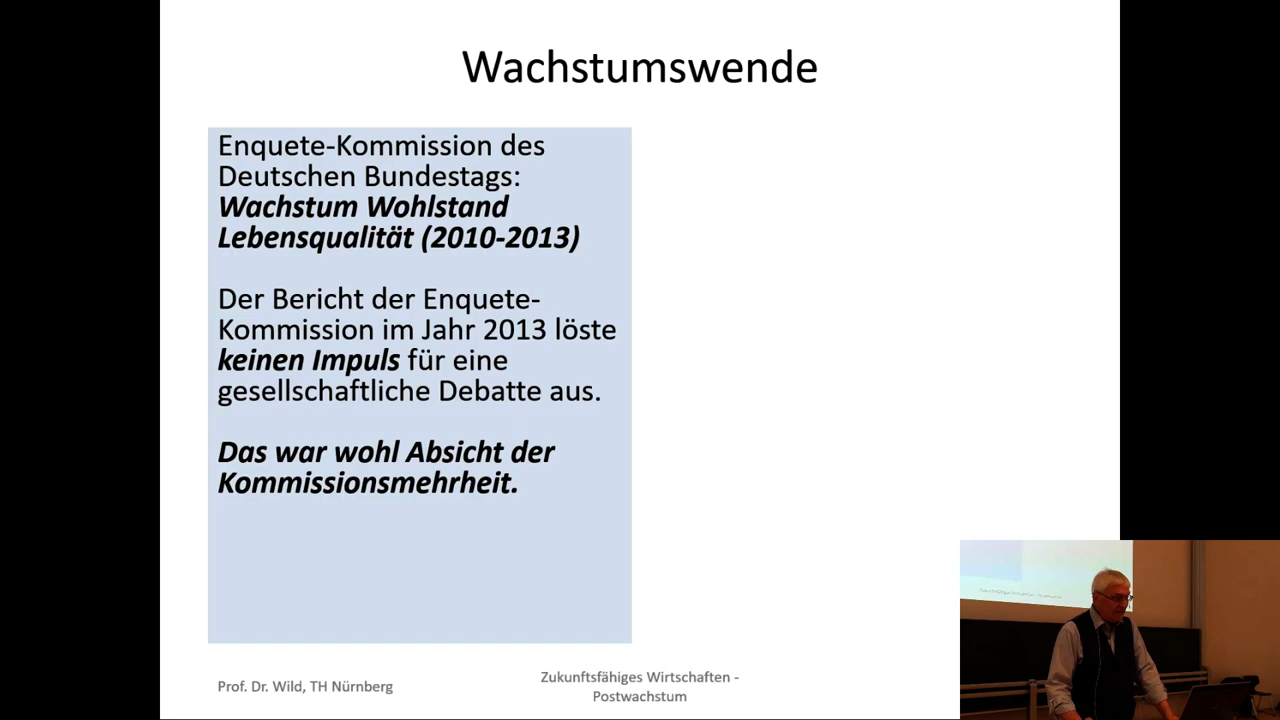 Wachstumswende
Enquete-Kommission des
Deutschen Bundestags:
Wachstum Wohlstand
Lebensqualität (2010-2013)
Der Bericht der Enquete-
Kommission im Jahr 2013 löste
keinen Impuls für eine
gesellschaftliche Debatte aus.
Das war wohl Absicht der
Kommissionsmehrheit.
Prof. Dr. Wild, TH Nürnberg
Zukunftsfähiges Wirtschaften -
Postwachstum